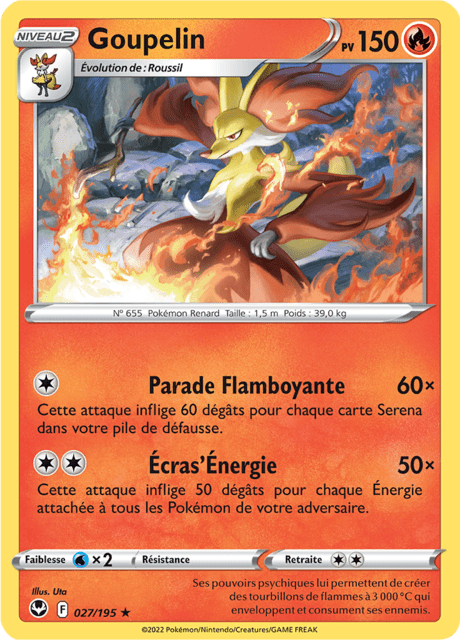 NIVEAU 2
Goupelin
PV 150
Évolution de : Roussil
N° 655 Pokémon Renard Taille : 1,5 m Poids : 39,0 kg
Parade Flamboyante 60×
Cette attaque inflige 60 dégâts pour chaque carte Serena
dans votre pile de défausse.
Écras’Énergie 50×
Cette attaque inflige 50 dégâts pour chaque Énergie
attachée à tous les Pokémon de votre adversaire.
Faiblesse ×2 Résistance Retraite
Illus. Uta
F 027/195 ★
Ses pouvoirs psychiques lui permettent de créer
des tourbillons de flammes à 3 000 °C qui
enveloppent et consument ses ennemis.
©2022 Pokémon/Nintendo/Creatures/GAME FREAK